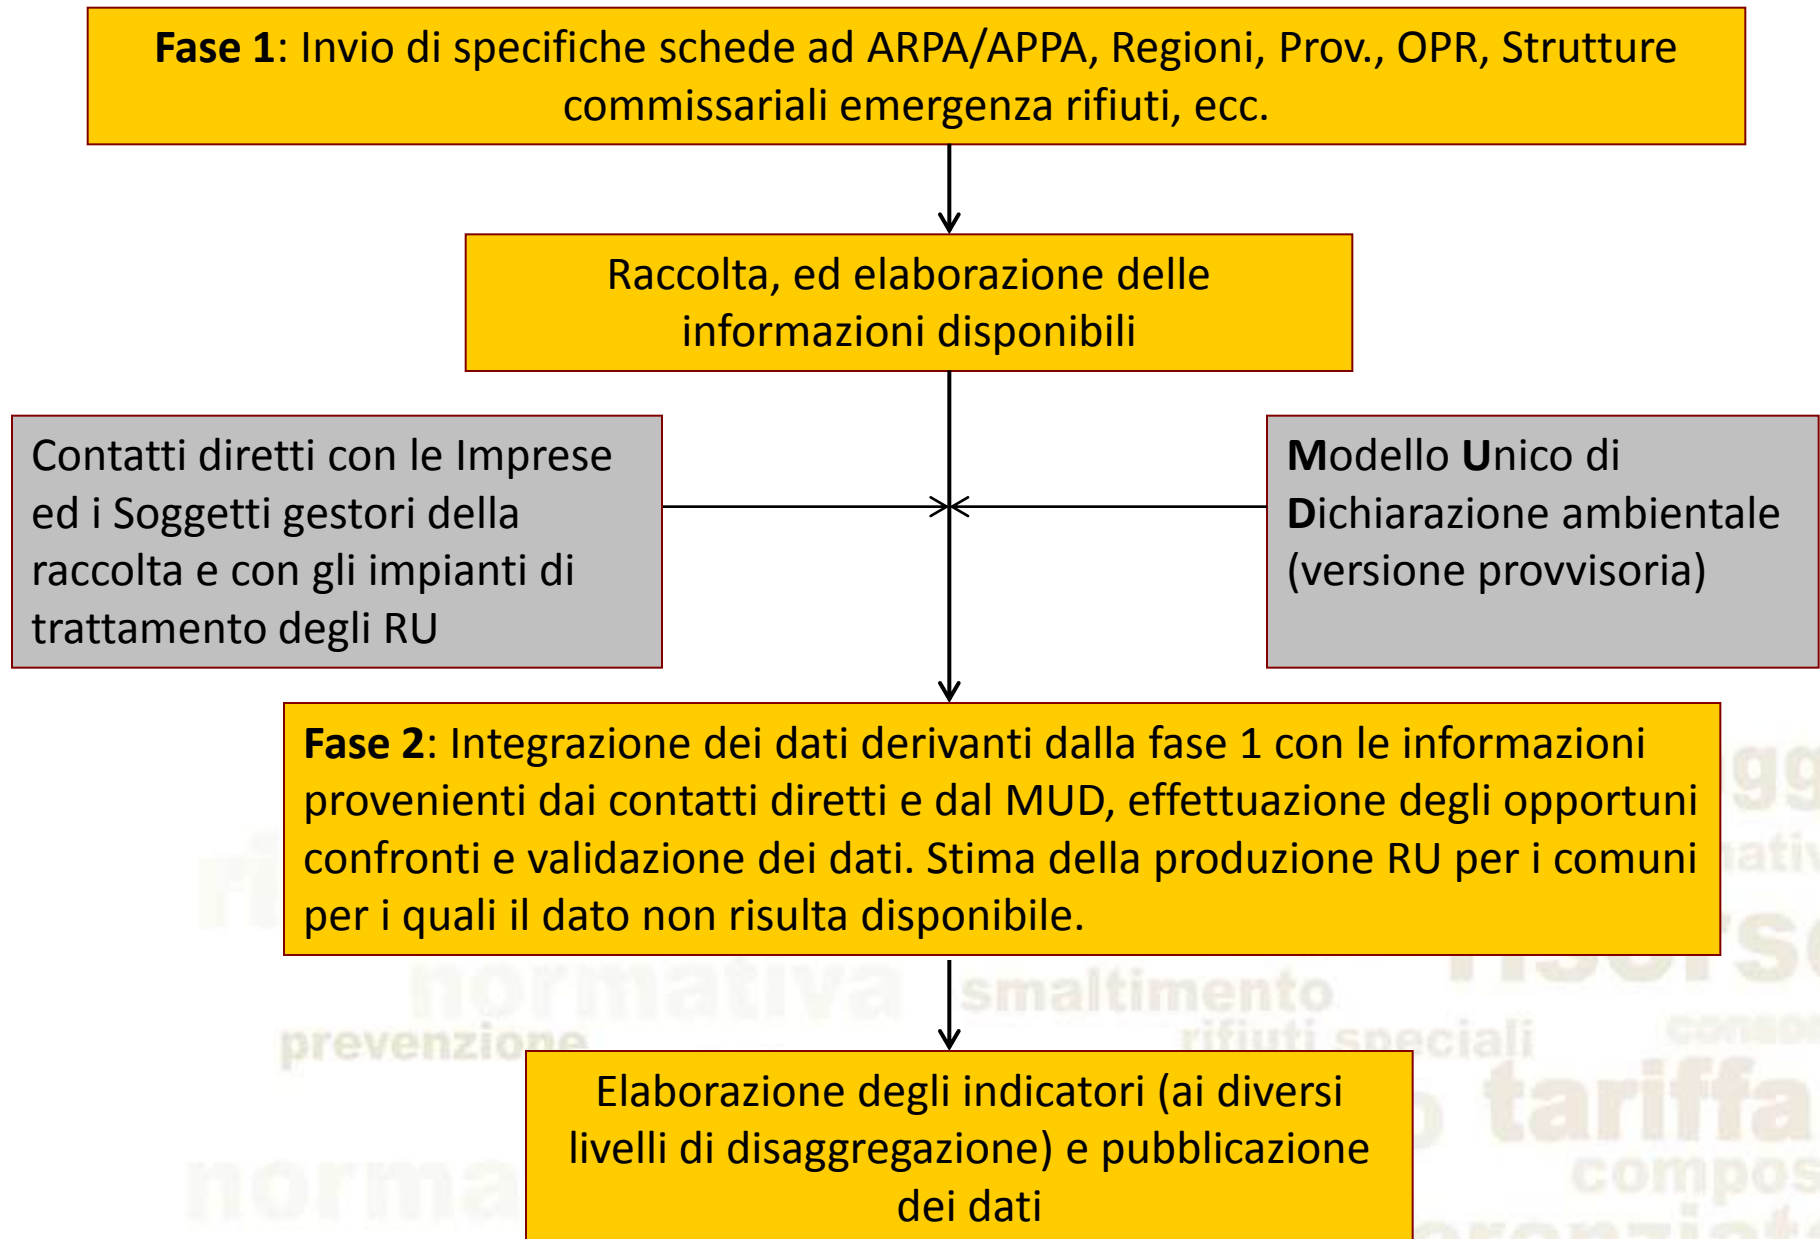 Fase 1: Invio di specifiche schede ad ARPA/APPA, Regioni, Prov., OPR, Strutture
commissariali emergenza rifiuti, ecc.
Raccolta, ed elaborazione delle
informazioni disponibili
Contatti diretti con le Imprese
ed i Soggetti gestori della
raccolta e con gli impianti di
trattamento degli RU
Modello Unico di
Dichiarazione ambientale
(versione provvisoria)
Fase 2: Integrazione dei dati derivanti dalla fase 1 con le informazioni
provenienti dai contatti diretti e dal MUD, effettuazione degli opportuni
confronti e validazione dei dati. Stima della produzione RU per i comuni
per i quali il dato non risulta disponibile.
normativa
smaltimento
prevenzione
rifiuti speciali
tariffa
Elaborazione degli indicatori (ai diversi
livelli di disaggregazione) e pubblicazione
dei dati